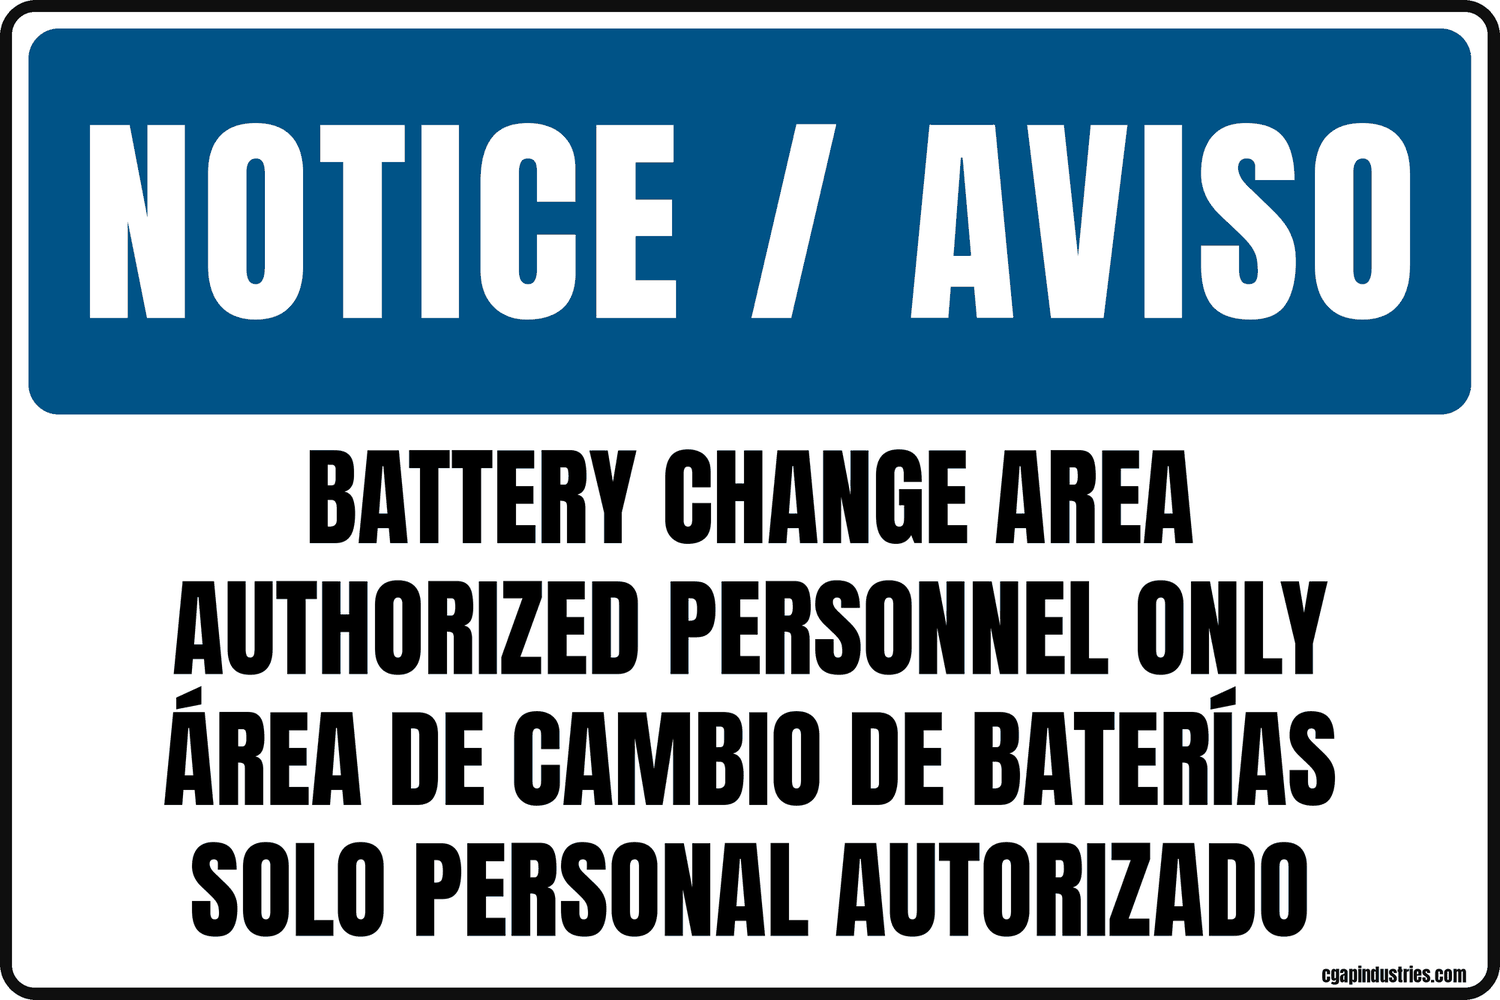 NOTICE / AVISO
BATTERY CHANGE AREA
AUTHORIZED PERSONNEL ONLY
ÁREA DE CAMBIO DE BATERÍAS
SOLO PERSONAL AUTORIZADO
cgapindustries.com